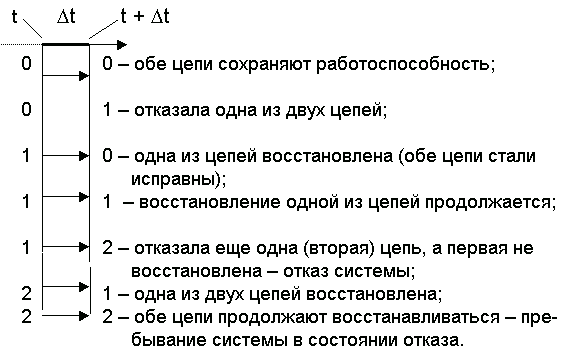 t Δt t + Δt
0 0 – обе цепи сохраняют работоспособность;
0 1 – отказала одна из двух цепей;
1 0 – одна из цепей восстановлена (обе цепи стали
исправны);
1 1 – восстановление одной из цепей продолжается;
1 2 – отказала еще одна (вторая) цепь, а первая не
восстановлена – отказ системы;
2 1 – одна из двух цепей восстановлена;
2 2 – обе цепи продолжают восстанавливаться – пре-
бывание системы в состоянии отказа.